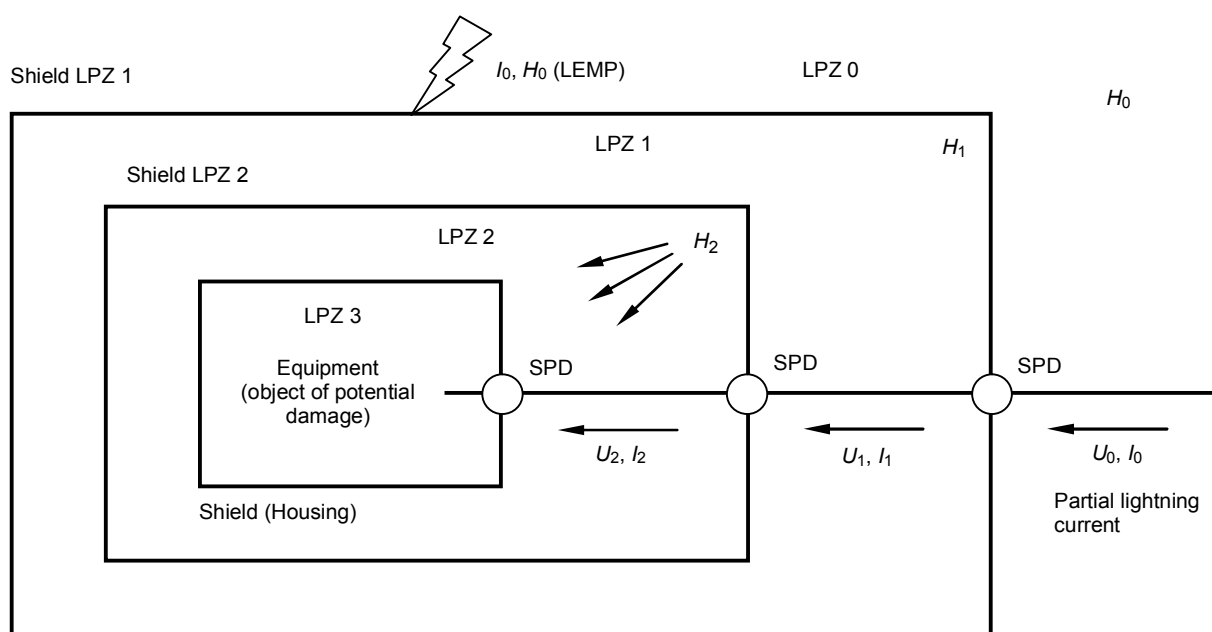 I0, H0 (LEMP)
LPZ 0
Shield LPZ 1
H0
LPZ 1
H1
Shield LPZ 2
LPZ 2
H2
LPZ 3
Equipment
(object of potential
damage)
SPD
SPD
SPD
U2, I2
U1, I1
U0, I0
Shield (Housing)
Partial lightning
current